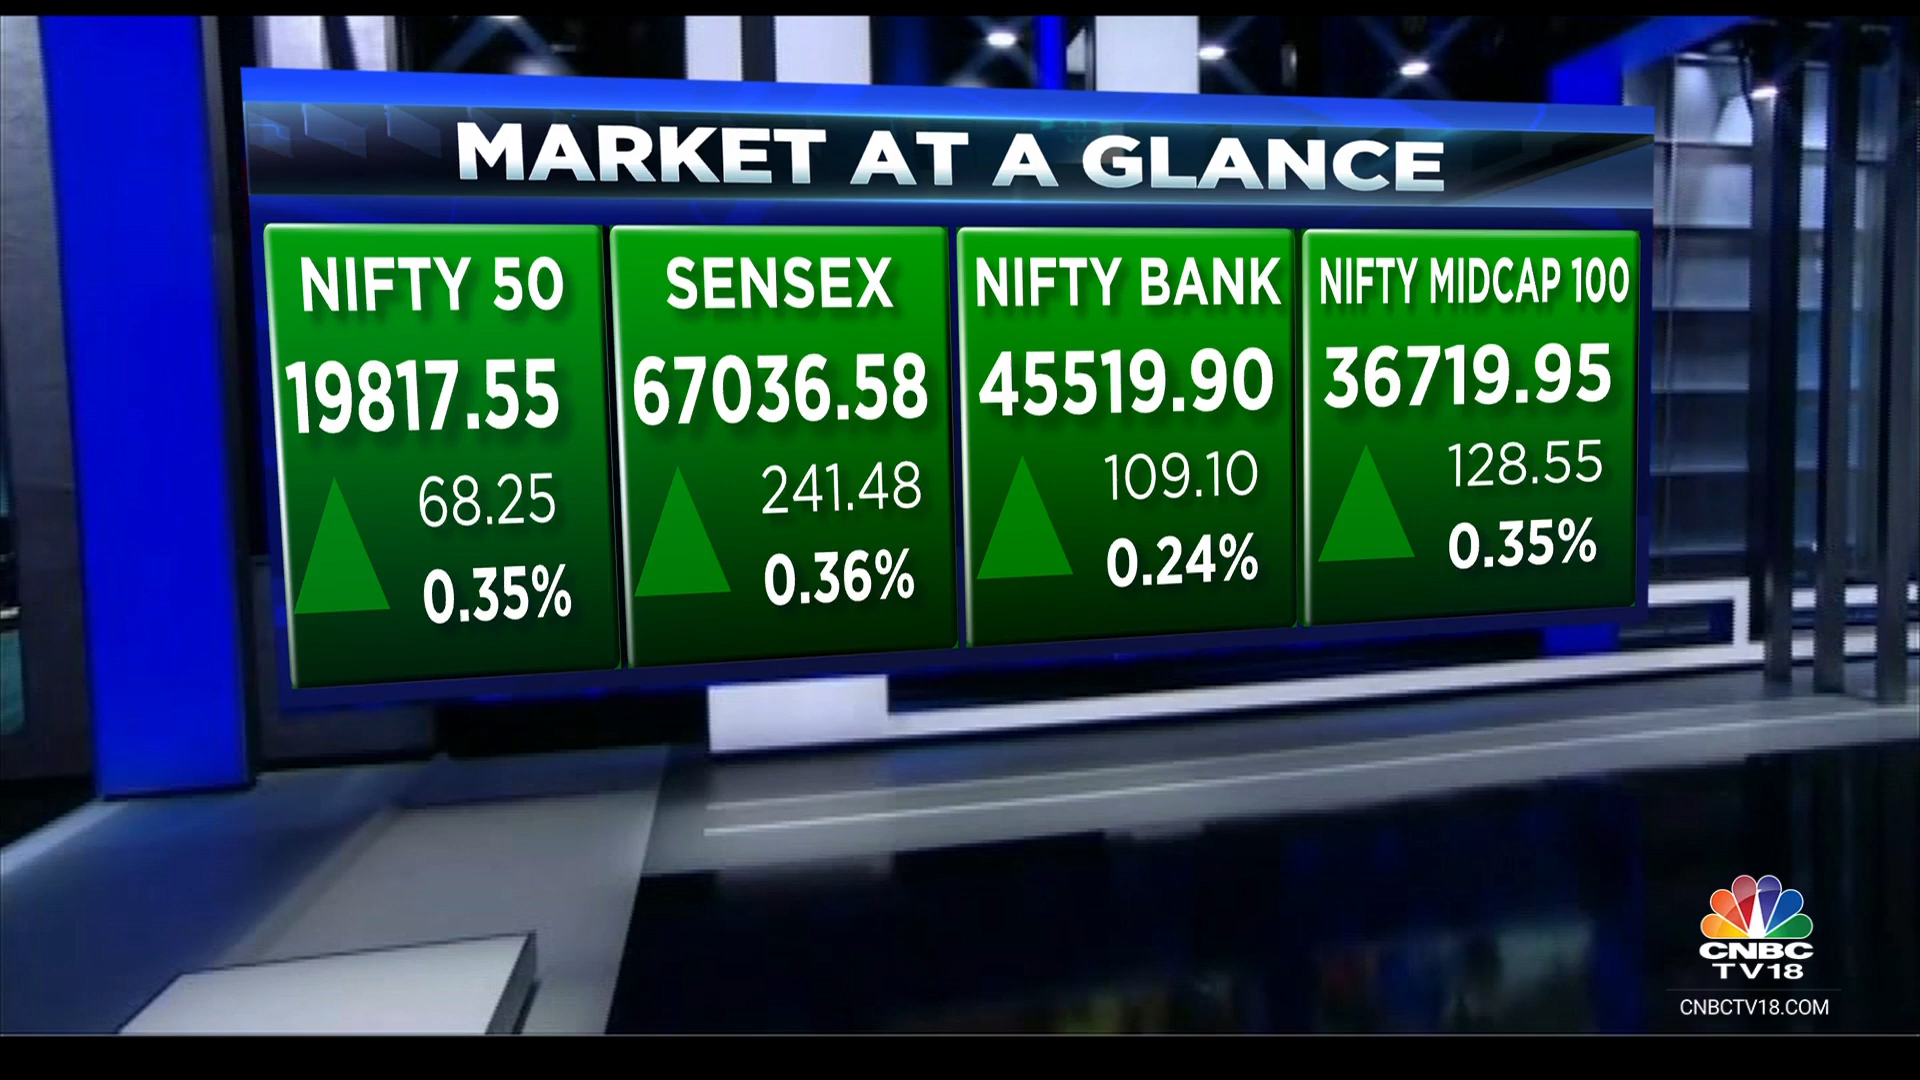 MARKET AT A GLANCE
NIFTY 50
19817.55
68.25
0.35%
SENSEX
67036.58
241.48
0.36%
NIFTY BANK
45519.90
109.10
0.24%
NIFTY MIDCAP 100
36719.95
128.55
0.35%
CNBC
TV18
CNBCTV18.COM